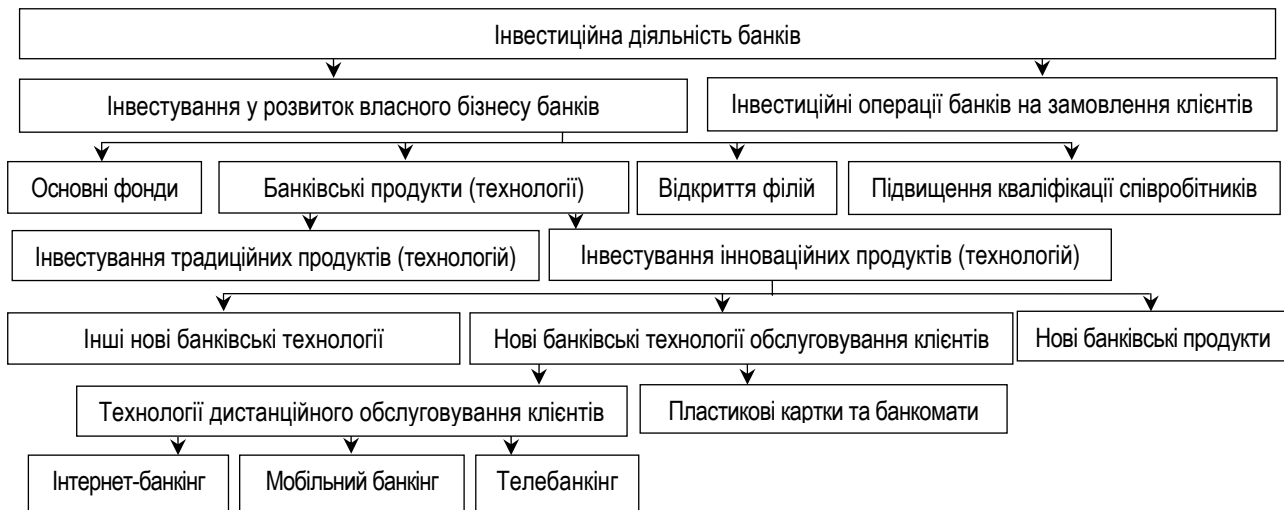 Інвестиційна діяльність банків
Інвестування у розвиток власного бізнесу банків
Інвестиційні операції банків на замовлення клієнтів
Основні фонди
Банківські продукти (технології)
Відкриття філій
Підвищення кваліфікації співробітників
Інвестування традиційних продуктів (технологій)
Інвестування інноваційних продуктів (технологій)
Інші нові банківські технології
Нові банківські технології обслуговування клієнтів
Нові банківські продукти
Технології дистанційного обслуговування клієнтів
Пластикові картки та банкомати
Інтернет-банкінг
Мобільний банкінг
Телебанкінг